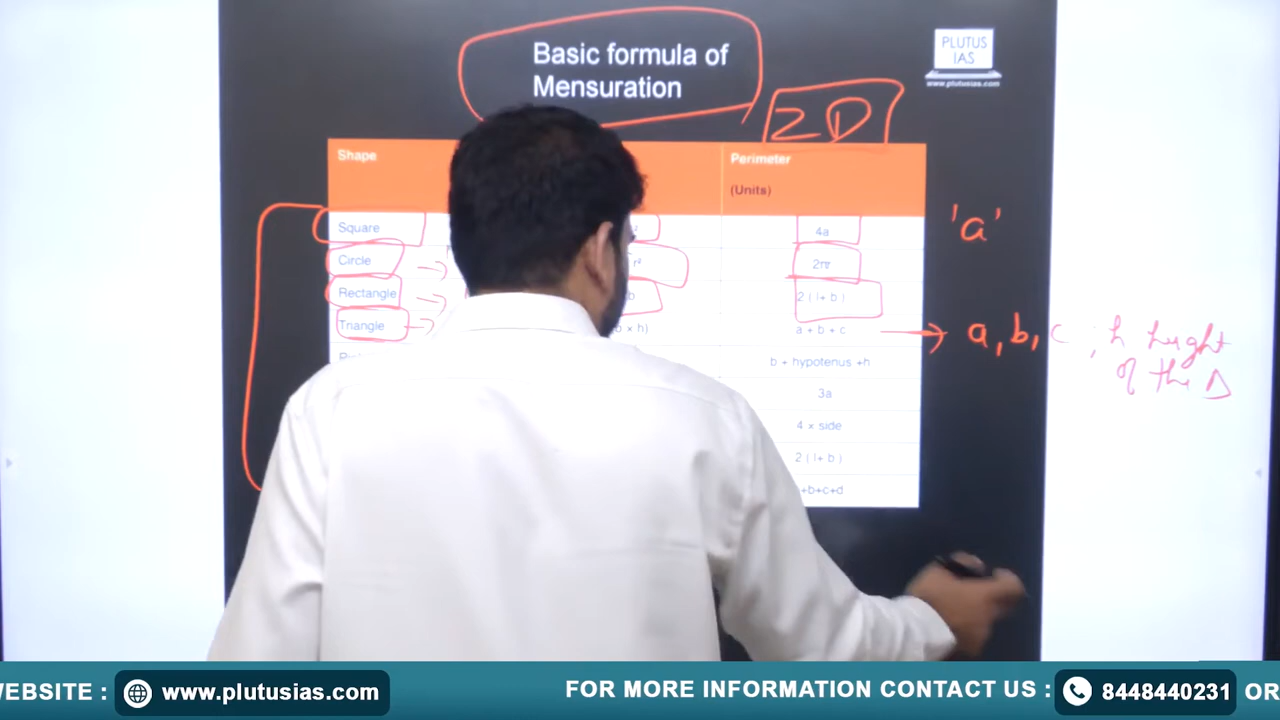 Basic formula of
Mensuration
PLUTUS
IAS
www.plutusias.com
2D
Shape
Perimeter
(Units)
Square
4a
'a'
Circle
r²
2πr
Rectangle
b
2 ( l+ b )
Triangle
b × h)
a + b + c
a, b, c ; h height
of the Δ
b + hypotenus +h
3a
4 × side
2 ( l+ b )
+b+c+d
WEBSITE : www.plutusias.com
FOR MORE INFORMATION CONTACT US : 8448440231 OR